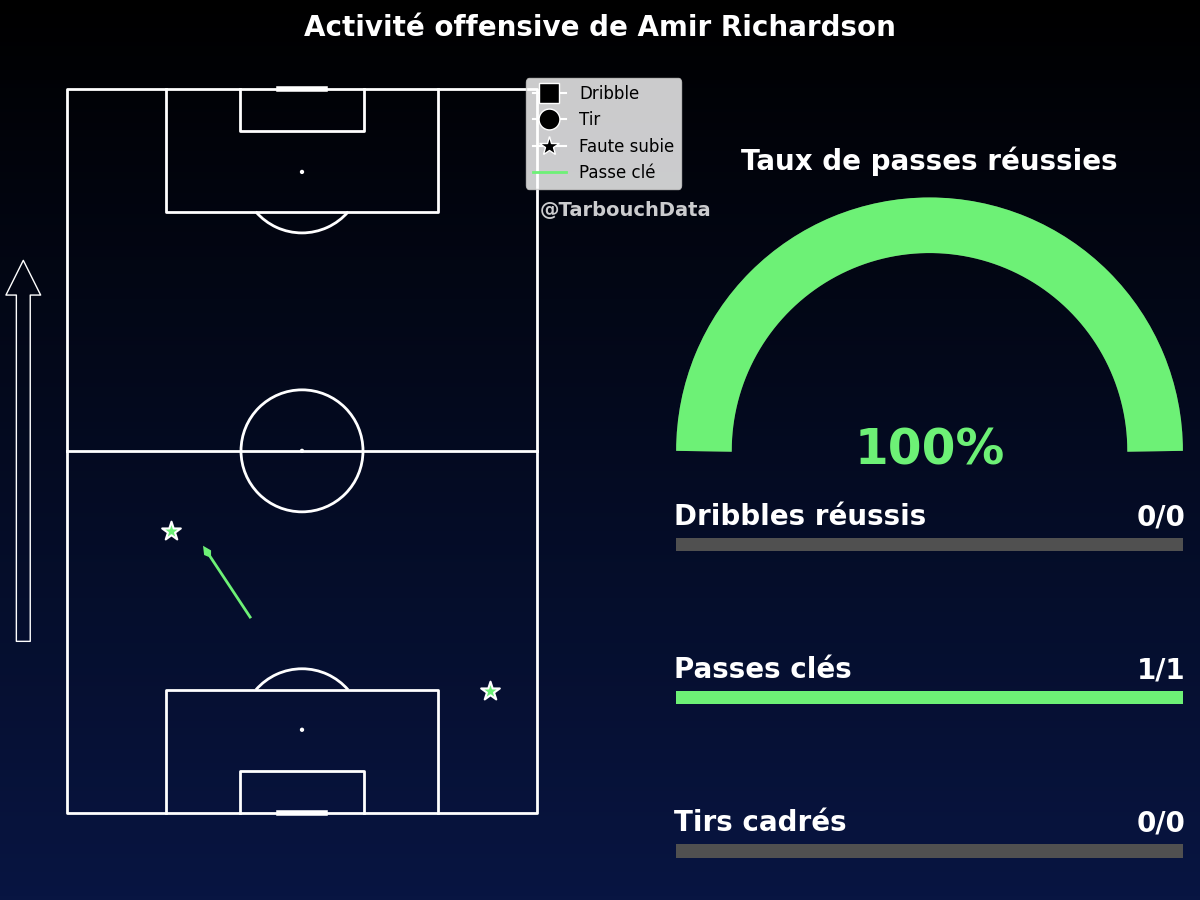 Activité offensive de Amir Richardson
Dribble
Tir
Faute subie
Passe clé
@TarbouchData
Taux de passes réussies
100%
Dribbles réussis 0/0
Passes clés 1/1
Tirs cadrés 0/0